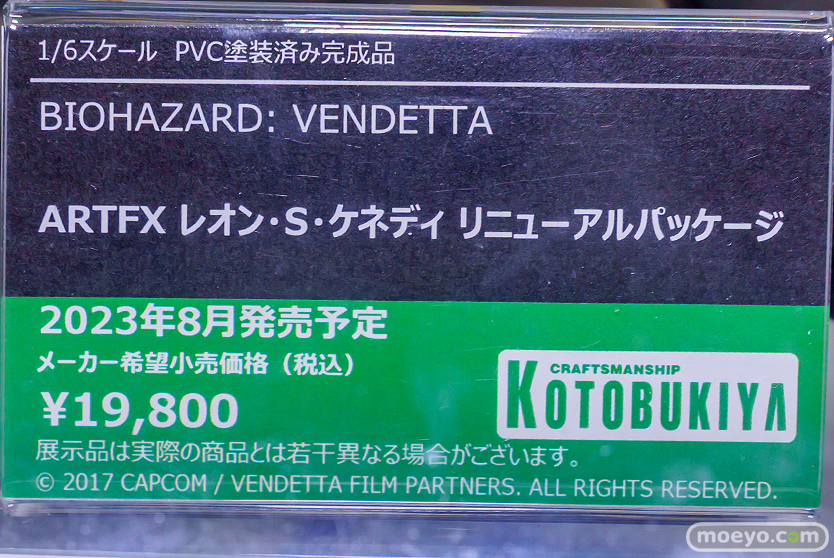 1/6スケール PVC塗装済み完成品
BIOHAZARD: VENDETTA
ARTFX レオン・S・ケネディ リニューアルパッケージ
2023年8月発売予定
メーカー希望小売価格（税込）
¥19,800
CRAFTSMANSHIP
KOTOBUKIYA
展示品は実際の商品とは若干異なる場合がございます。
© 2017 CAPCOM / VENDETTA FILM PARTNERS. ALL RIGHTS RESERVED.
moeyo.com